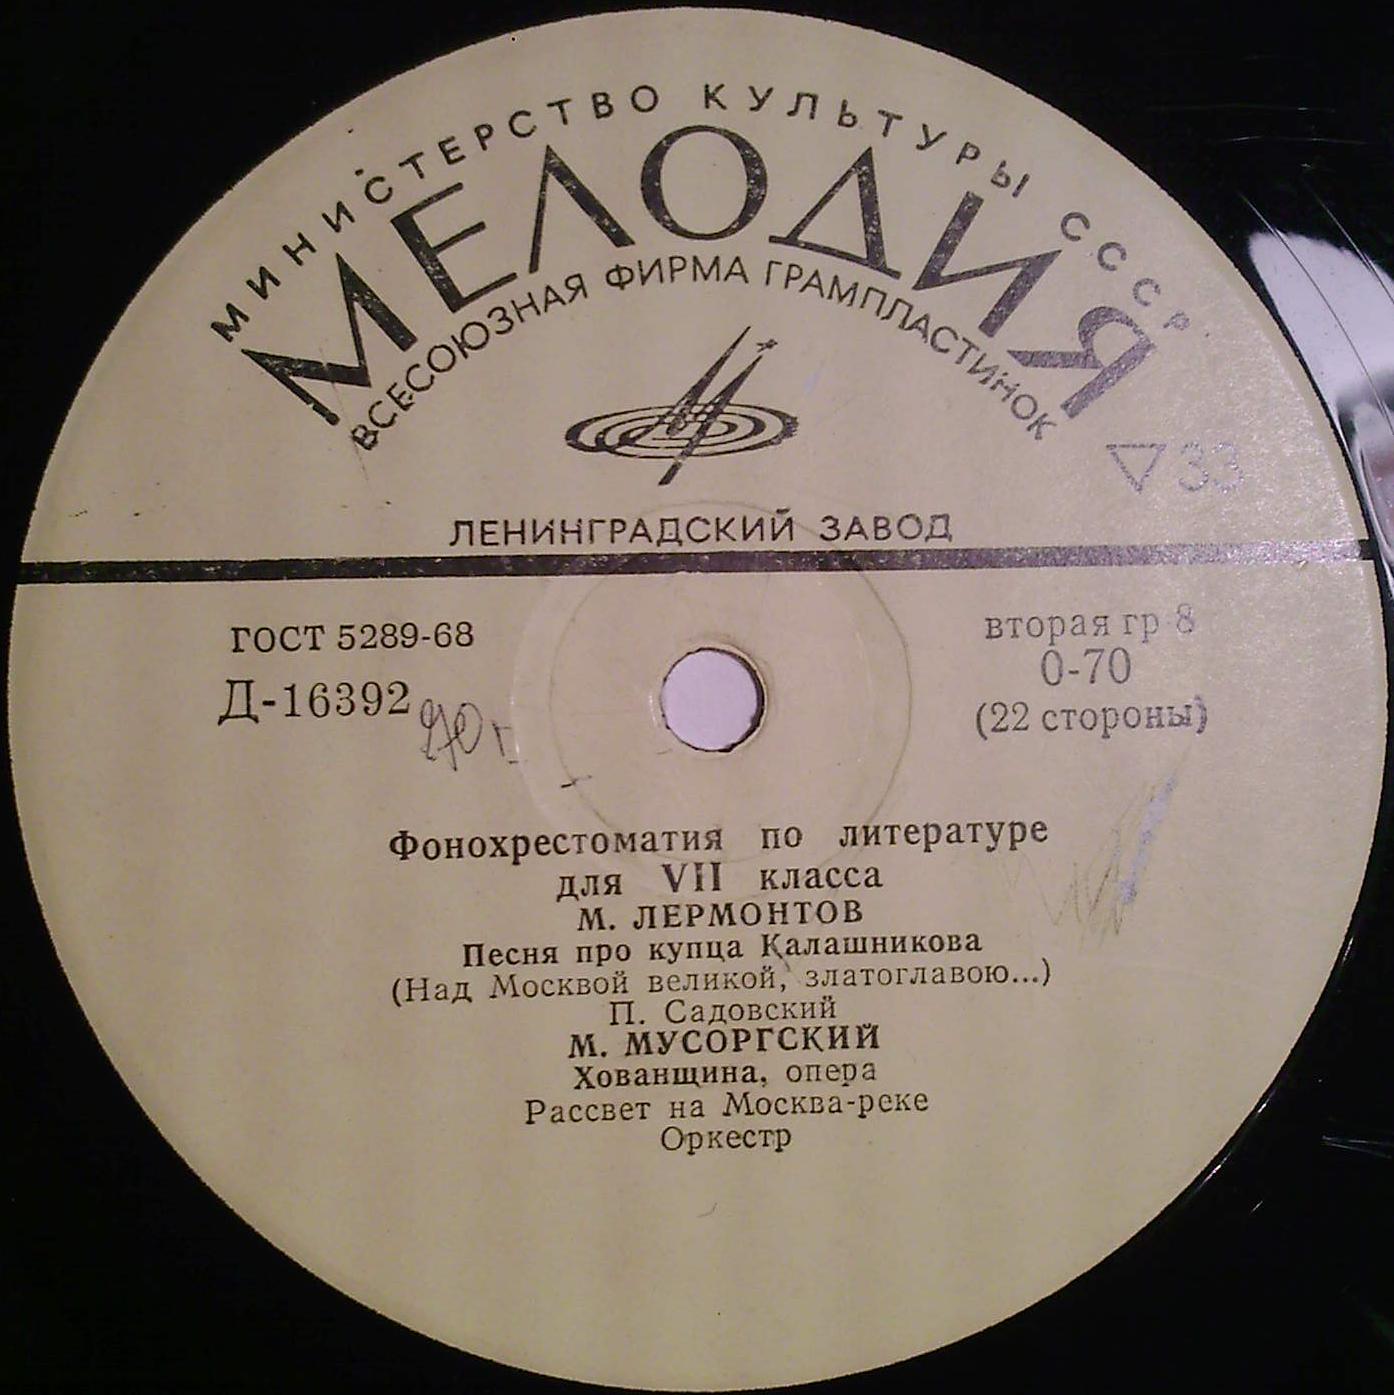 МИНИСТЕРСТВО КУЛЬТУРЫ СССР
МЕЛОДИЯ
ВСЕСОЮЗНАЯ ФИРМА ГРАМПЛАСТИНОК
33
ЛЕНИНГРАДСКИЙ ЗАВОД
ГОСТ 5289-68
Д-16392
70 г.
вторая гр 8
0-70
(22 стороны)
Фонохрестоматия по литературе
для VII класса
М. ЛЕРМОНТОВ
Песня про купца Калашникова
(Над Москвой великой, златоглавою...)
П. Садовский
М. МУСОРГСКИЙ
Хованщина, опера
Рассвет на Москва-реке
Оркестр